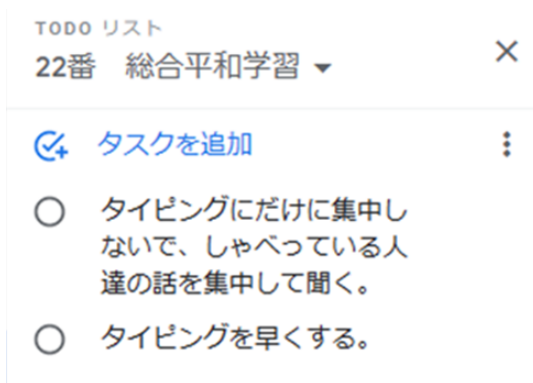 TODO リスト
22番　総合平和学習
タスクを追加
タイピングにだけに集中し
ないで、しゃべっている人
達の話を集中して聞く。
タイピングを早くする。